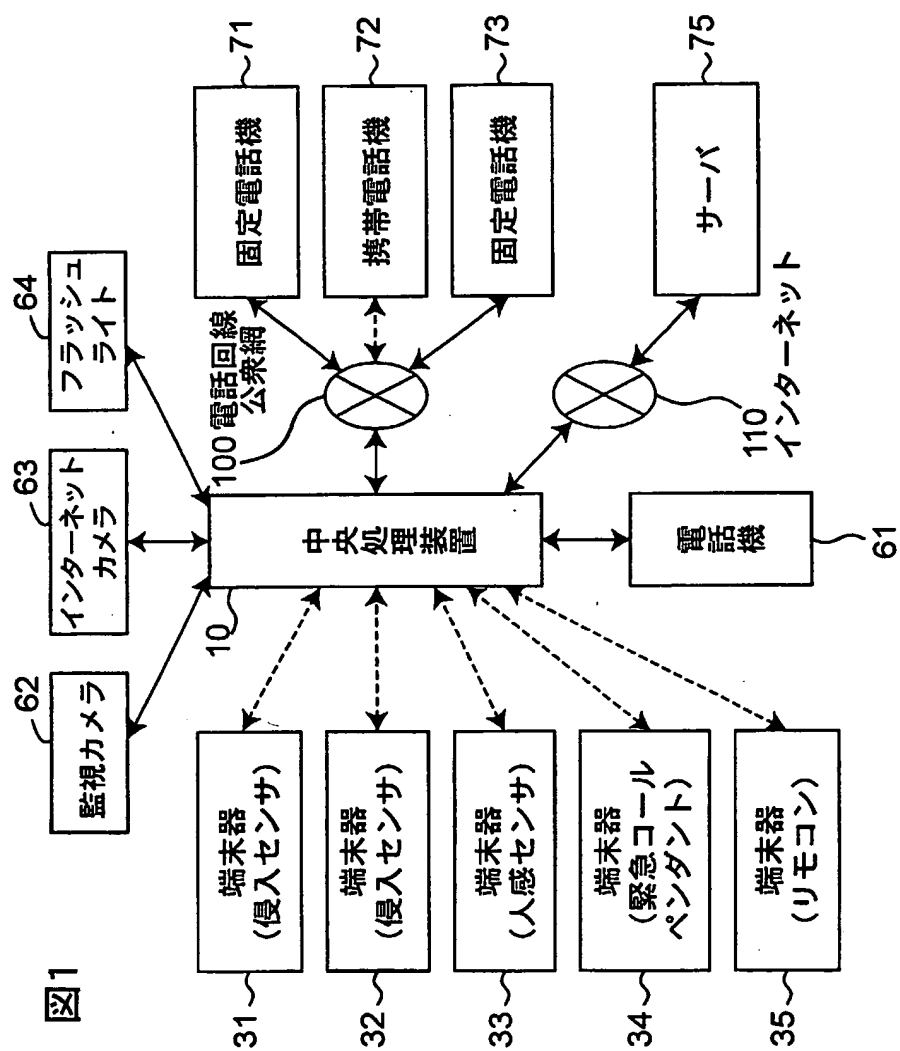 図1
62
監視カメラ
63
インターネット
カメラ
64
フラッシュ
ライト
31
端末器
(侵入センサ)
32
端末器
(侵入センサ)
33
端末器
(人感センサ)
34
端末器
(緊急コール
ペンダント)
35
端末器
(リモコン)
10
中央処理装置
61
電話機
100 電話回線
公衆網
110
インターネット
71
固定電話機
72
携帯電話機
73
固定電話機
75
サーバ